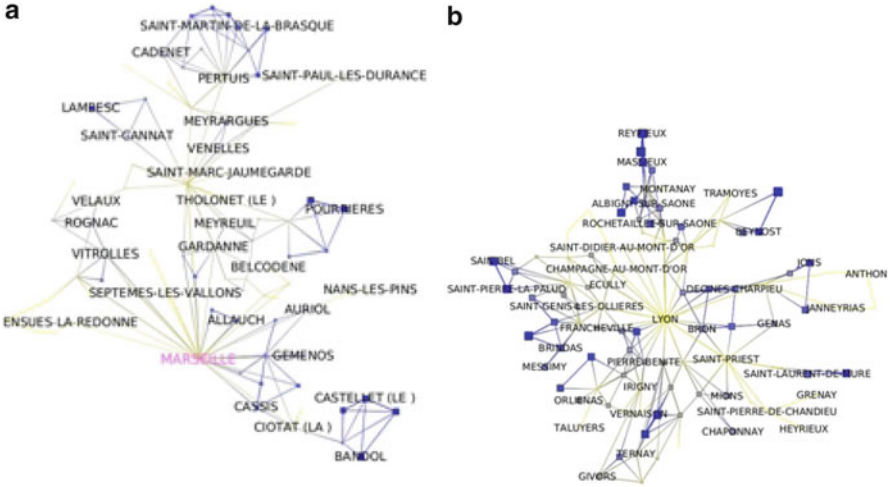 a
SAINT-MARTIN-DE-LA-BRASQUE
CADENET
PERTUIS
SAINT-PAUL-LES-DURANCE
LAMBESC
SAINT-CANNAT
MEYRARGUES
VENELLES
SAINT-MARC-JAUMEGARDE
VELAUX
THOLONET (LE )
POURRIERES
ROGNAC
MEYREUIL
VITROLLES
GARDANNE
BELCODENE
SEPTEMES-LES-VALLONS
NANS-LES-PINS
ENSUES-LA-REDONNE
ALLAUCH
AURIOL
MARSEILLE
GEMENOS
CASSIS
CASTELLET (LE )
CIOTAT (LA )
BANDOL
b
REYRIEUX
MASSIEUX
MONTANAY
TRAMOYES
ALBIGNY-SUR-SAONE
ROCHETAILLEE-SUR-SAONE
BEYNOST
SAINT-DIDIER-AU-MONT-D'OR
SAIN-BEL
CHAMPAGNE-AU-MONT-D'OR
JONS
ANTHON
ECULLY
SAINT-PIERRE-LA-PALUD
DECINES-CHARPIEU
SAINT-GENIS-LES-OLLIERES
JANNEYRIAS
LYON
FRANCHEVILLE
BRON
GENAS
BRINDAS
MESSIMY
PIERRE-BENITE
SAINT-PRIEST
SAINT-LAURENT-DE-MURE
IRIGNY
ORLIENAS
MIONS
GRENAY
VERNAISON
SAINT-PIERRE-DE-CHANDIEU
TALUYERS
CHAPONNAY
HEYRIEUX
TERNAY
GIVORS